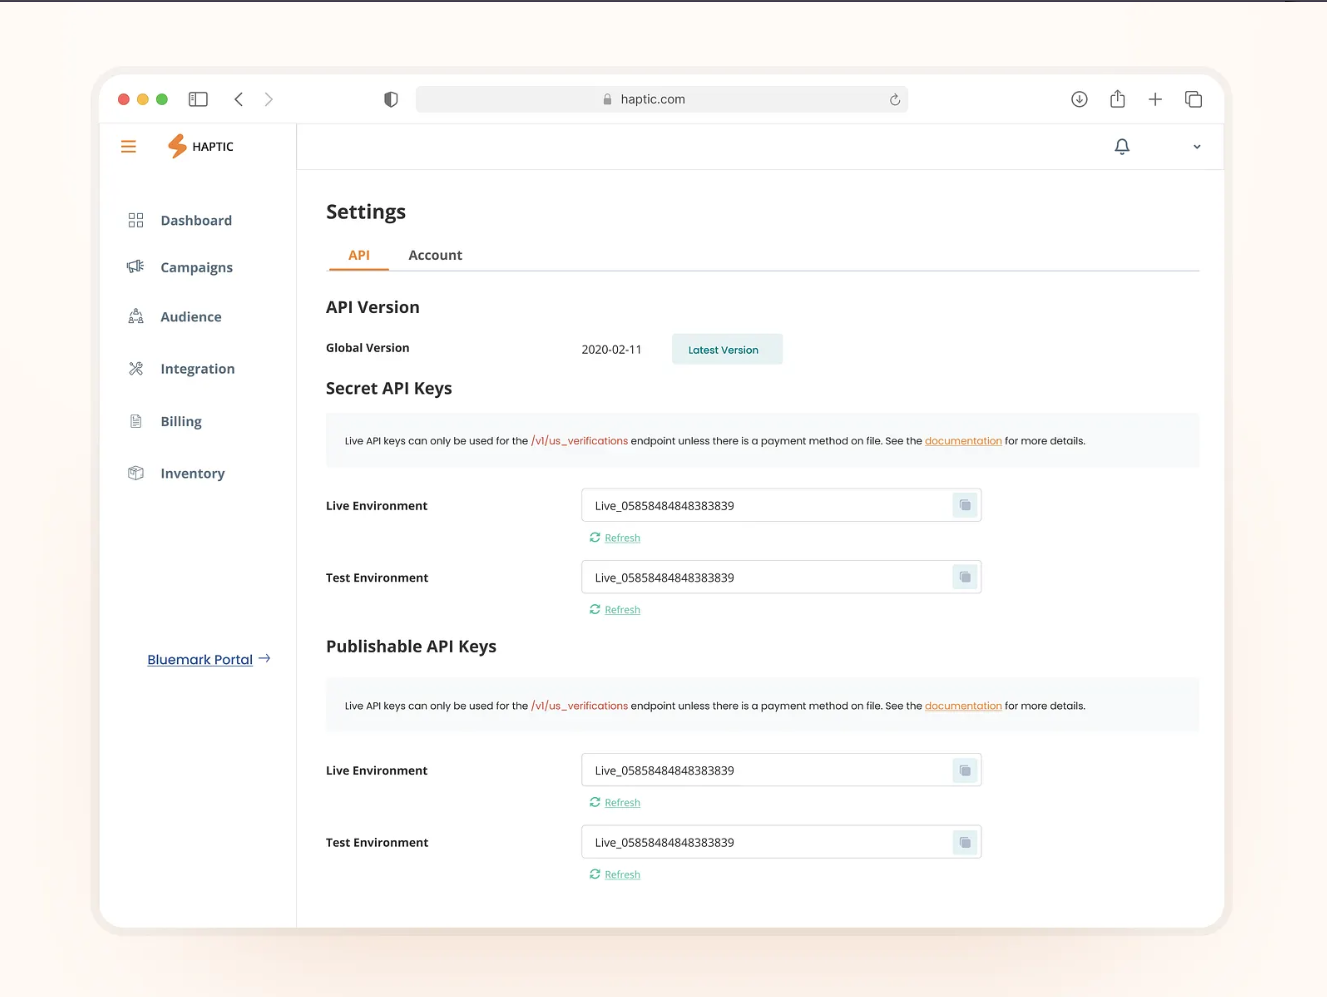 haptic.com
HAPTIC
Dashboard
Campaigns
Audience
Integration
Billing
Inventory
Bluemark Portal
Settings
API Account
API Version
Global Version 2020-02-11 Latest Version
Secret API Keys
Live API keys can only be used for the /v1/us_verifications endpoint unless there is a payment method on file. See the documentation for more details.
Live Environment Live_05858484848383839
Refresh
Test Environment Live_05858484848383839
Refresh
Publishable API Keys
Live API keys can only be used for the /v1/us_verifications endpoint unless there is a payment method on file. See the documentation for more details.
Live Environment Live_05858484848383839
Refresh
Test Environment Live_05858484848383839
Refresh